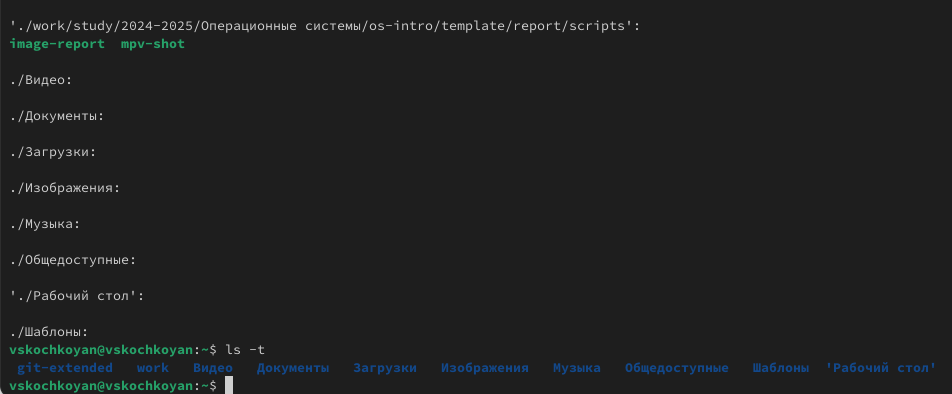 './work/study/2024-2025/Операционные системы/os-intro/template/report/scripts':
image-report  mpv-shot
./Видео:
./Документы:
./Загрузки:
./Изображения:
./Музыка:
./Общедоступные:
'./Рабочий стол':
./Шаблоны:
vskochkoyan@vskochkoyan:~$ ls -t
git-extended   work   Видео   Документы   Загрузки   Изображения   Музыка   Общедоступные   Шаблоны  'Рабочий стол'
vskochkoyan@vskochkoyan:~$